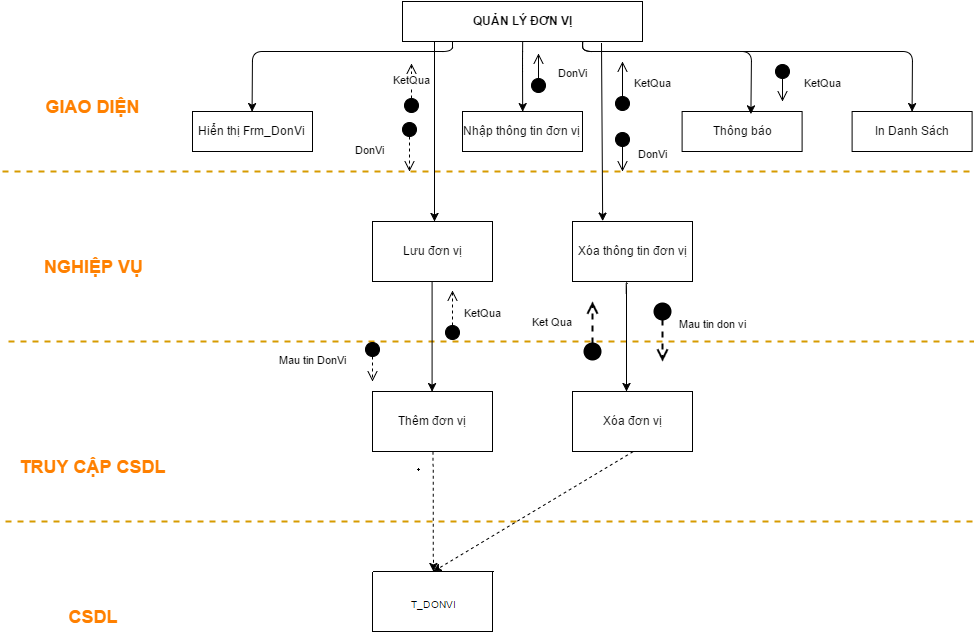 QUẢN LÝ ĐƠN VỊ
GIAO DIỆN
KetQua
DonVi
KetQua
KetQua
Hiển thị Frm_DonVi
Nhập thông tin đơn vị
Thông báo
In Danh Sách
DonVi
DonVi
NGHIỆP VỤ
Lưu đơn vị
Xóa thông tin đơn vị
KetQua
Ket Qua
Mau tin don vi
Mau tin DonVi
Thêm đơn vị
Xóa đơn vị
TRUY CẬP CSDL
T_DONVI
CSDL